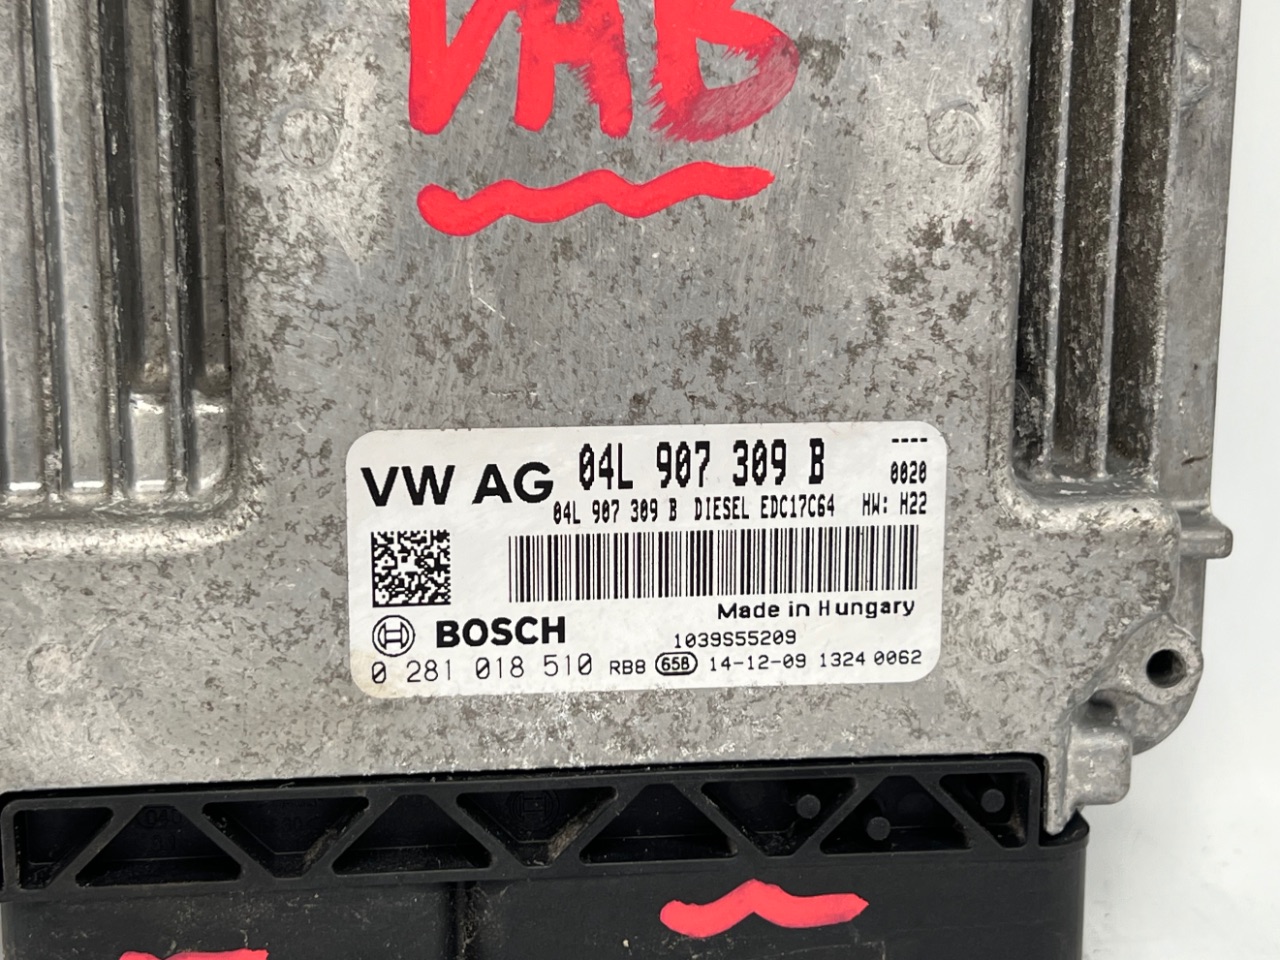 VAB
VW AG 04L 907 309 B ----
0020
04L 907 309 B DIESEL EDC17C64 HW: H22
Made in Hungary
BOSCH 1039S55209
0 281 018 510 RBB 658 14-12-09 1324 0062